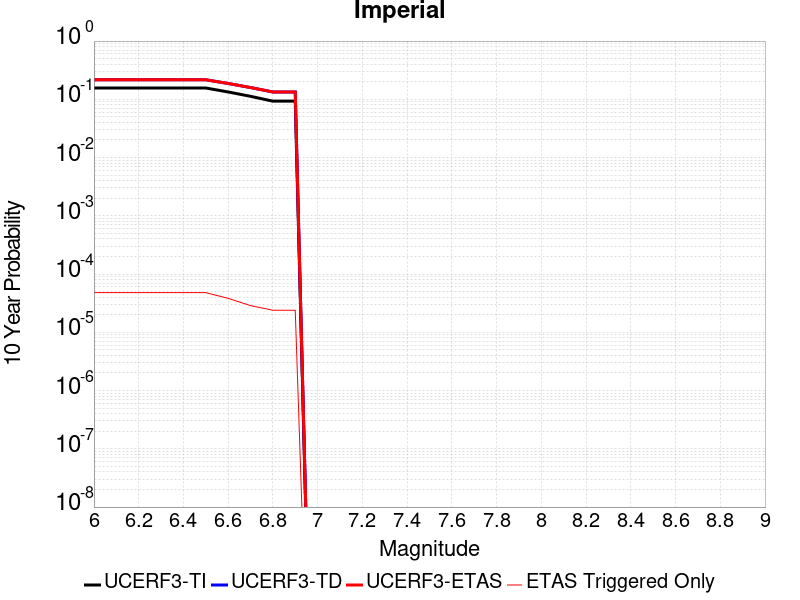 Imperial
10^0
10^-1
10^-2
10^-3
10^-4
10^-5
10^-6
10^-7
10^-8
10 Year Probability
6 6.2 6.4 6.6 6.8 7 7.2 7.4 7.6 7.8 8 8.2 8.4 8.6 8.8 9
Magnitude
UCERF3-TI UCERF3-TD UCERF3-ETAS ETAS Triggered Only